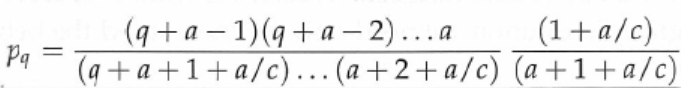 p_q = \frac{(q+a-1)(q+a-2)\dots a}{(q+a+1+a/c)\dots(a+2+a/c)} \frac{(1+a/c)}{(a+1+a/c)}